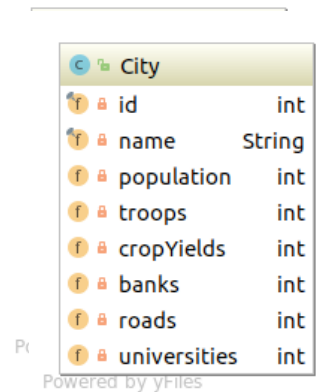 City
id int
name String
population int
troops int
cropYields int
banks int
roads int
universities int
Powered by yFiles